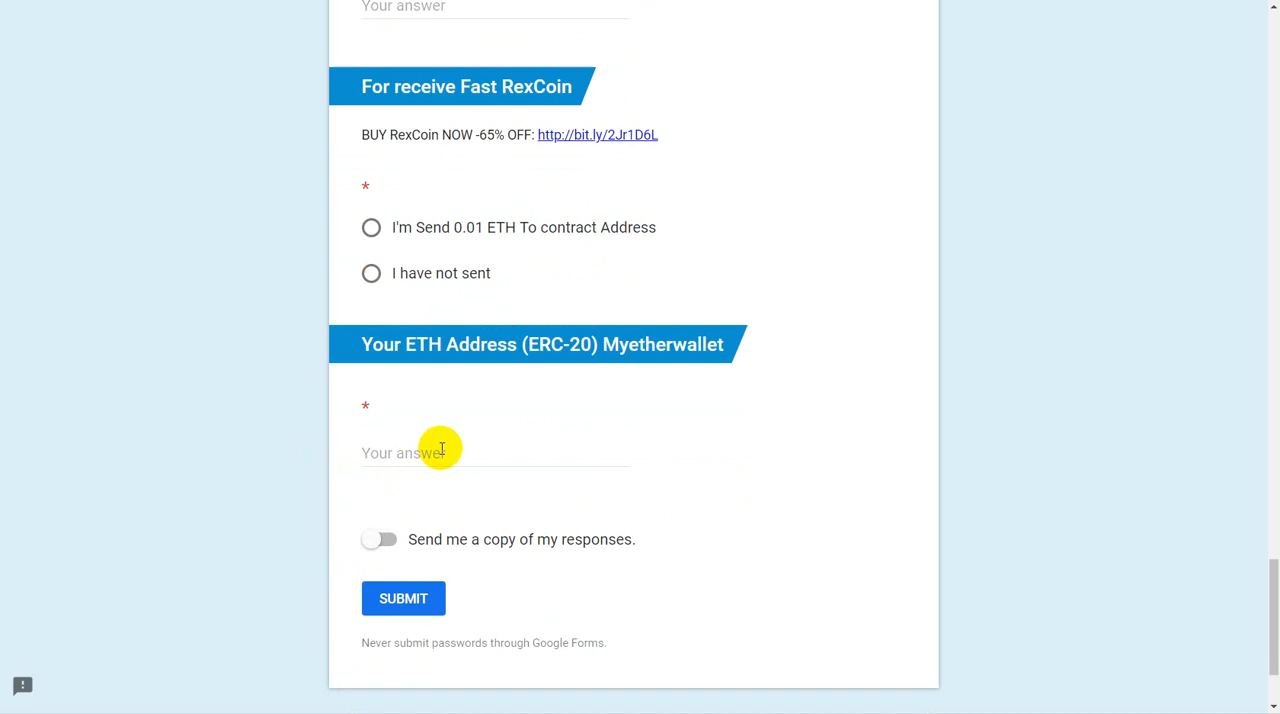 Your answer
For receive Fast RexCoin
BUY RexCoin NOW -65% OFF: http://bit.ly/2Jr1D6L
*
I'm Send 0.01 ETH To contract Address
I have not sent
Your ETH Address (ERC-20) Myetherwallet
*
Your answer
Send me a copy of my responses.
SUBMIT
Never submit passwords through Google Forms.